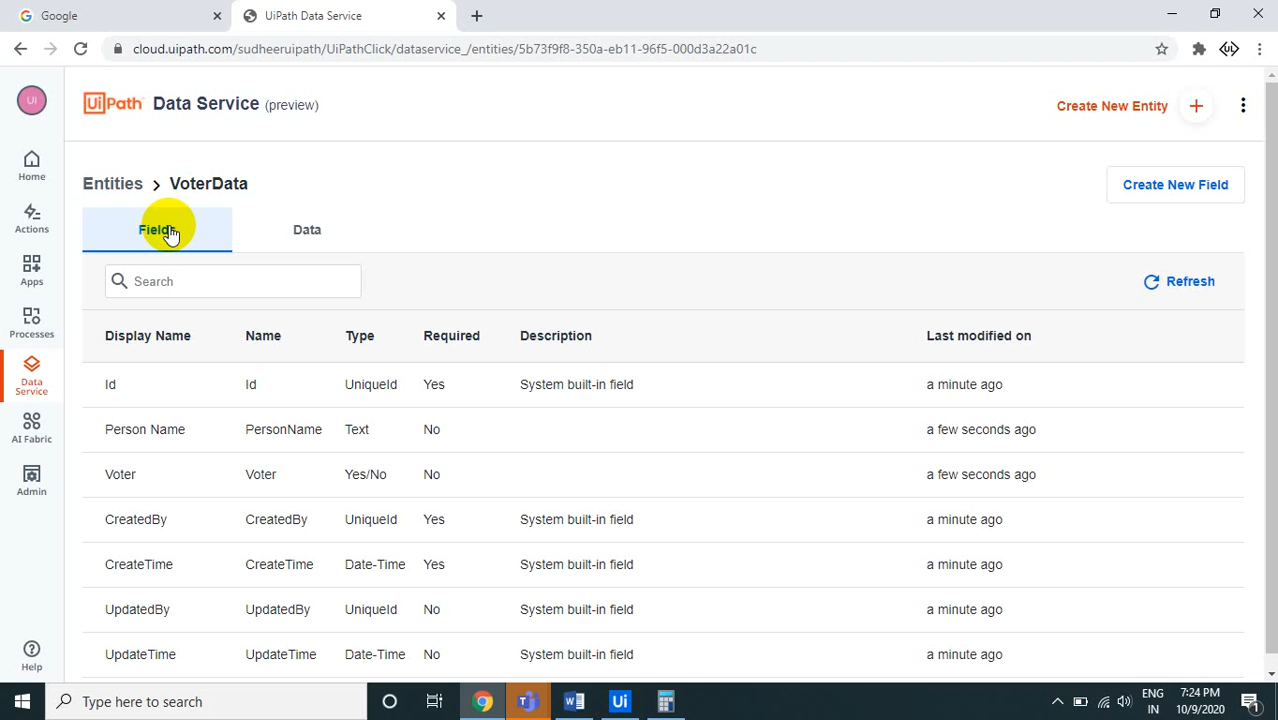 Google
UiPath Data Service
cloud.uipath.com/sudheeruipath/UiPathClick/dataservice_/entities/5b73f9f8-350a-eb11-96f5-000d3a22a01c
UI
UiPath Data Service (preview)
Create New Entity
Home
Actions
Apps
Processes
Data
Service
AI Fabric
Admin
Help
Entities > VoterData
Create New Field
Fields Data
Search
Refresh
Display Name Name Type Required Description Last modified on
Id Id UniqueId Yes System built-in field a minute ago
Person Name PersonName Text No a few seconds ago
Voter Voter Yes/No No a few seconds ago
CreatedBy CreatedBy UniqueId Yes System built-in field a minute ago
CreateTime CreateTime Date-Time Yes System built-in field a minute ago
UpdatedBy UpdatedBy UniqueId No System built-in field a minute ago
UpdateTime UpdateTime Date-Time No System built-in field a minute ago
Type here to search
Ui
ENG
IN
7:24 PM
10/9/2020
1